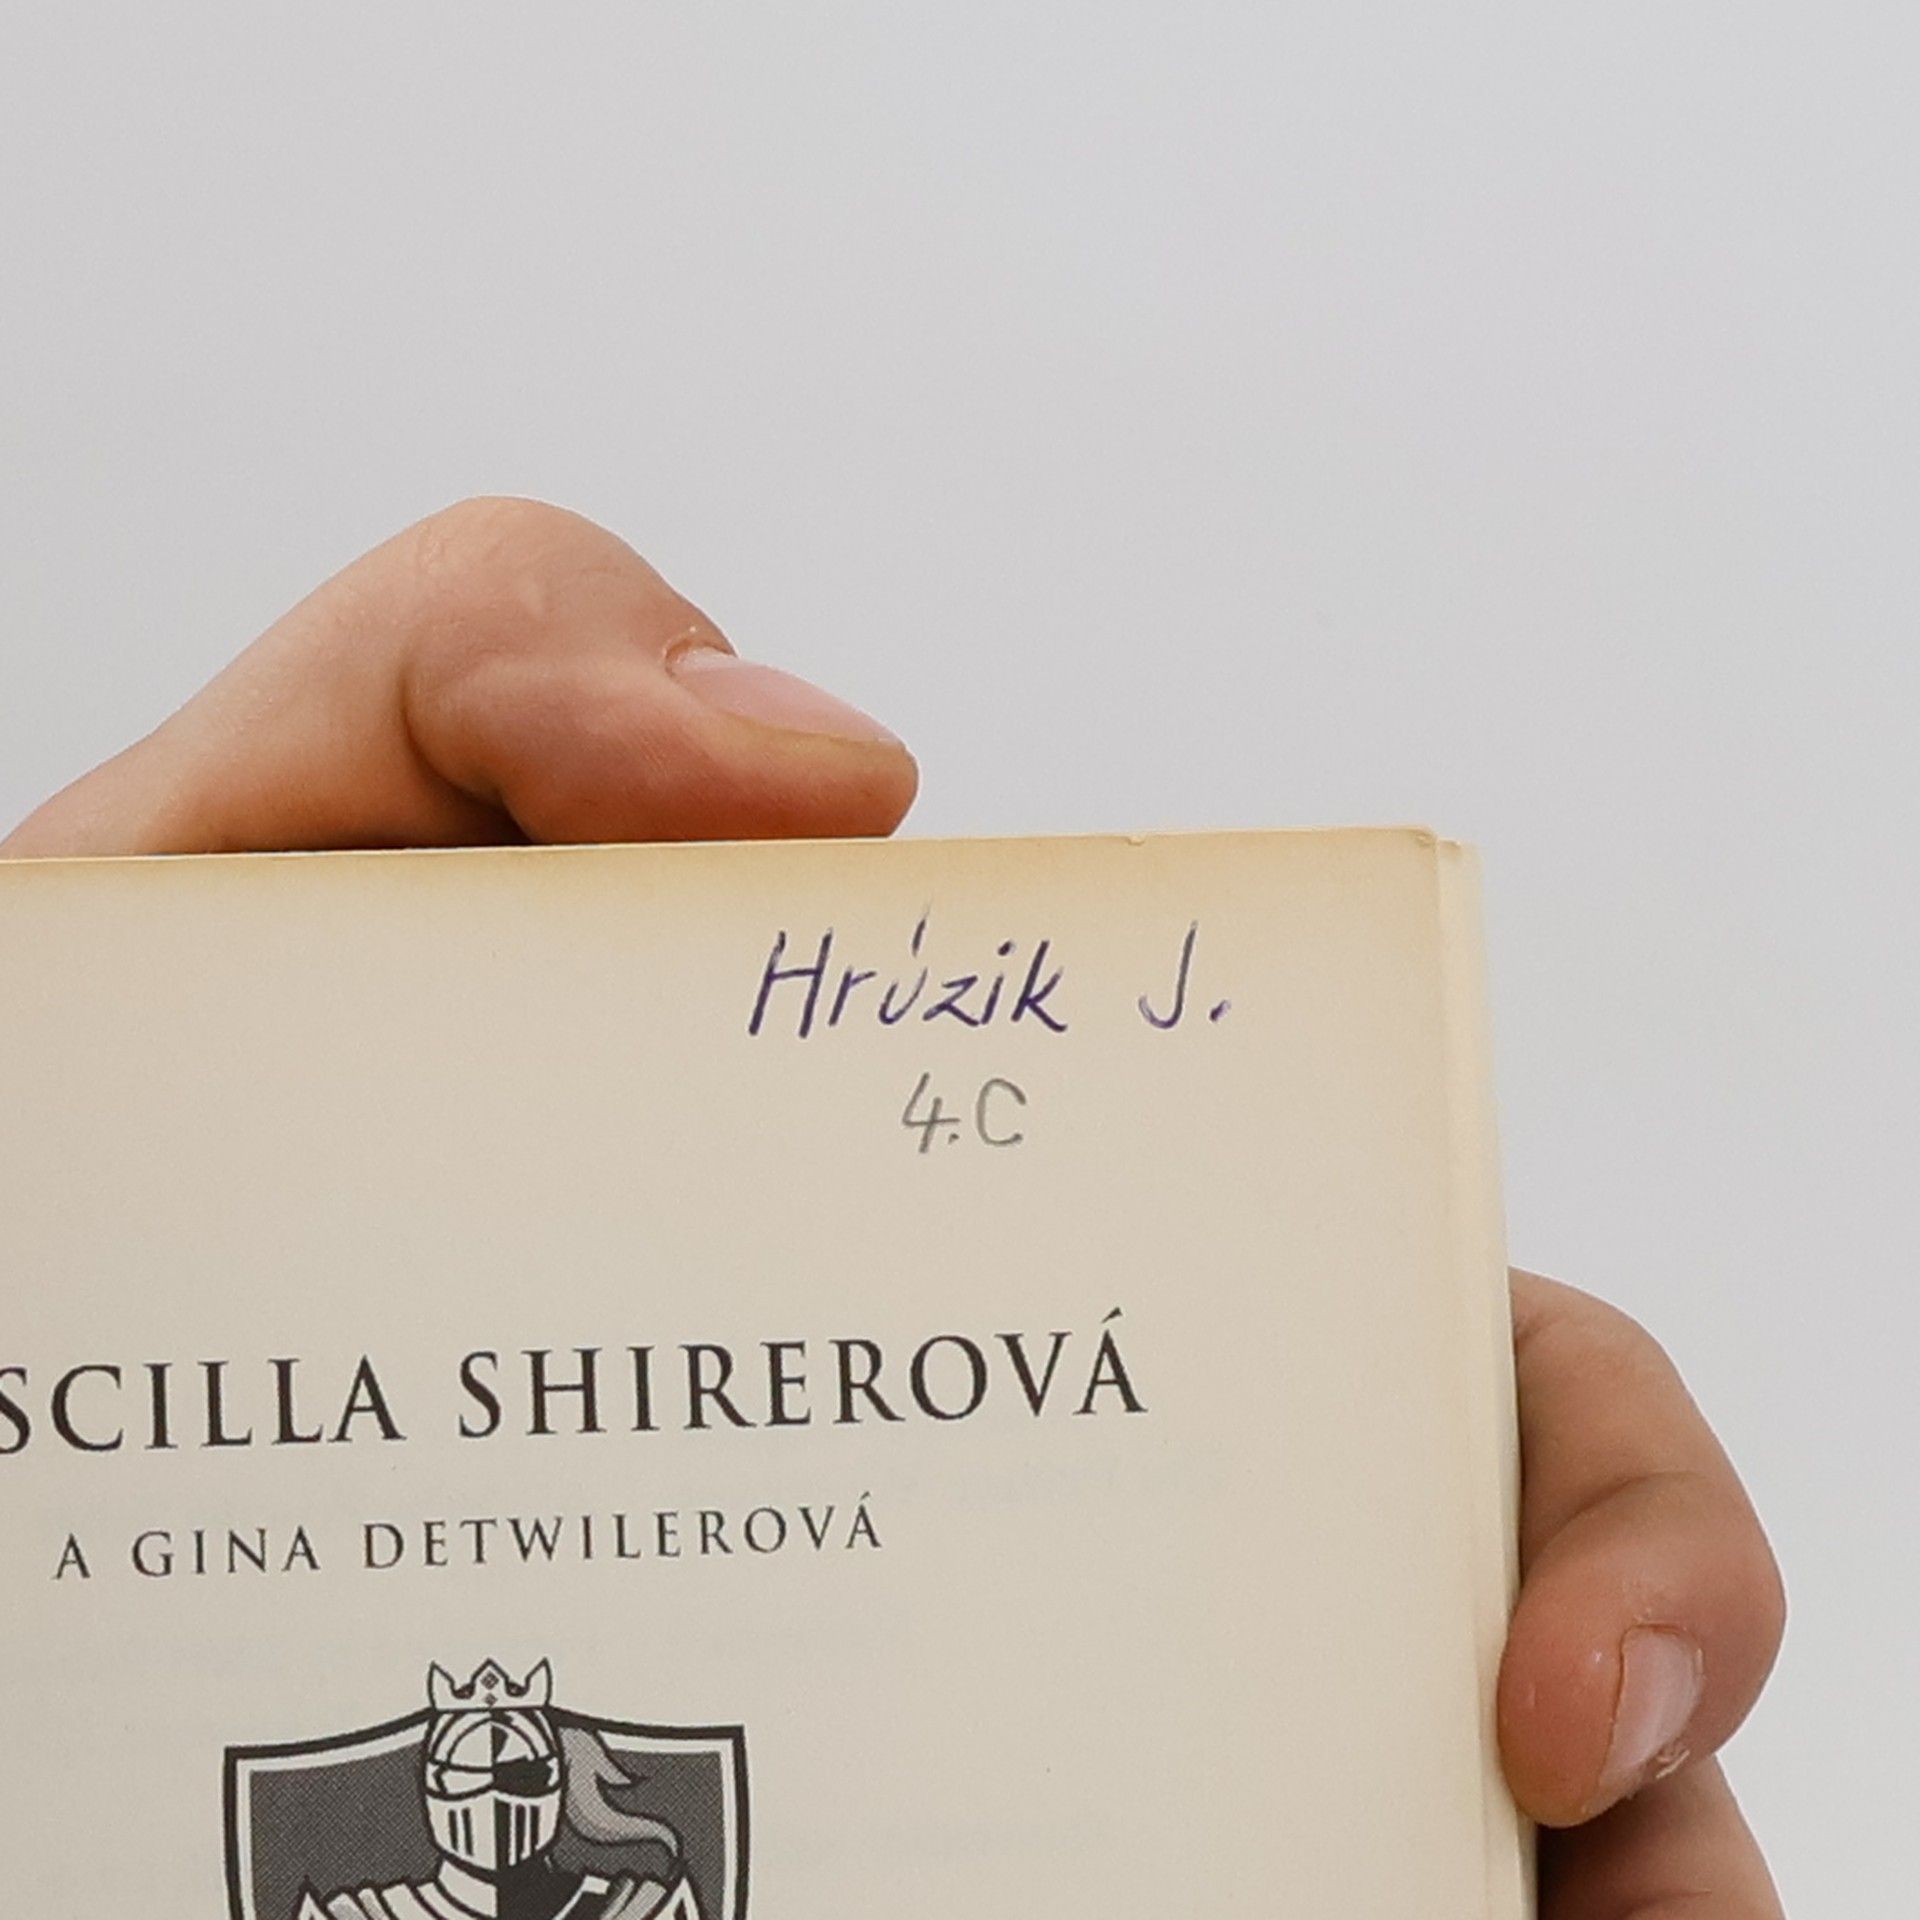 Hrúzik J.
4.C
SCILLA SHIREROVÁ
A GINA DETWILEROVÁ